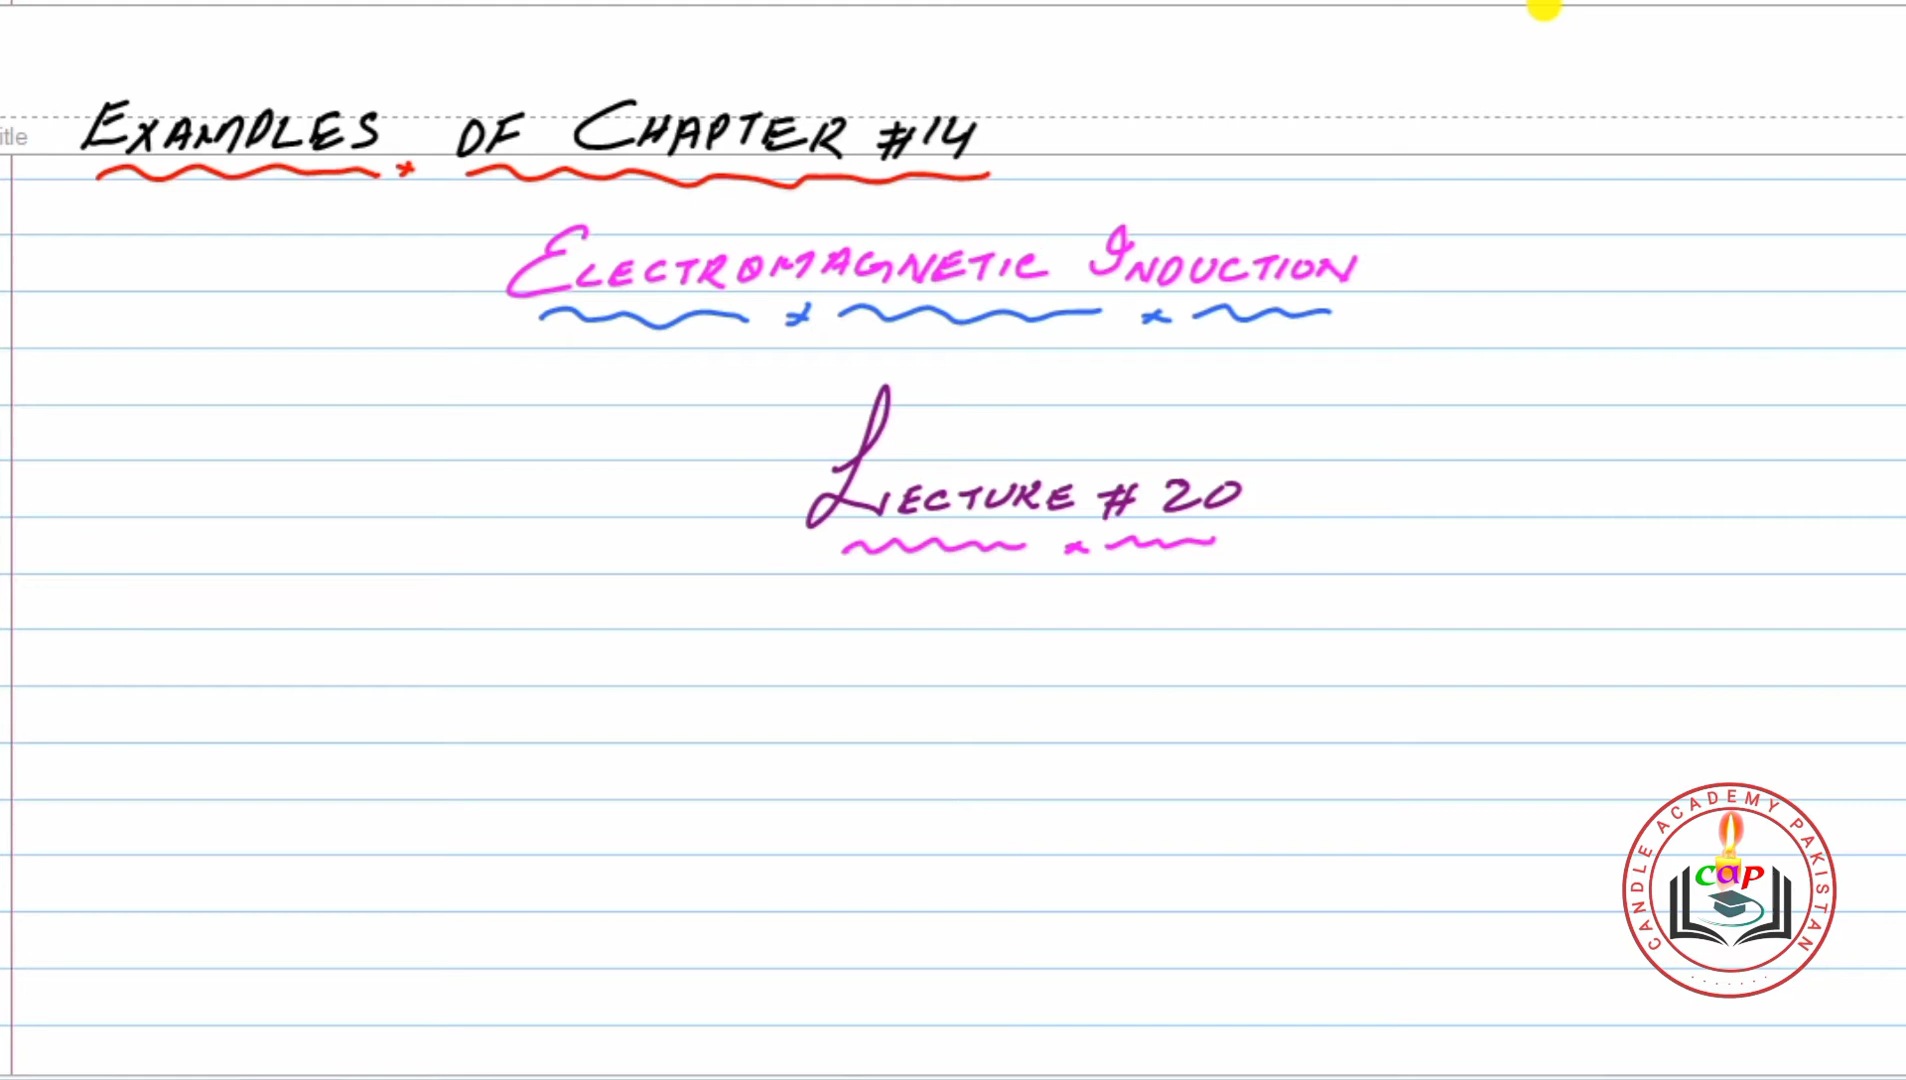 itle
EXAMPLES OF CHAPTER #14
ELECTROMAGNETIC INDUCTION
LECTURE # 20
CANDLE ACADEMY PAKISTAN
cap